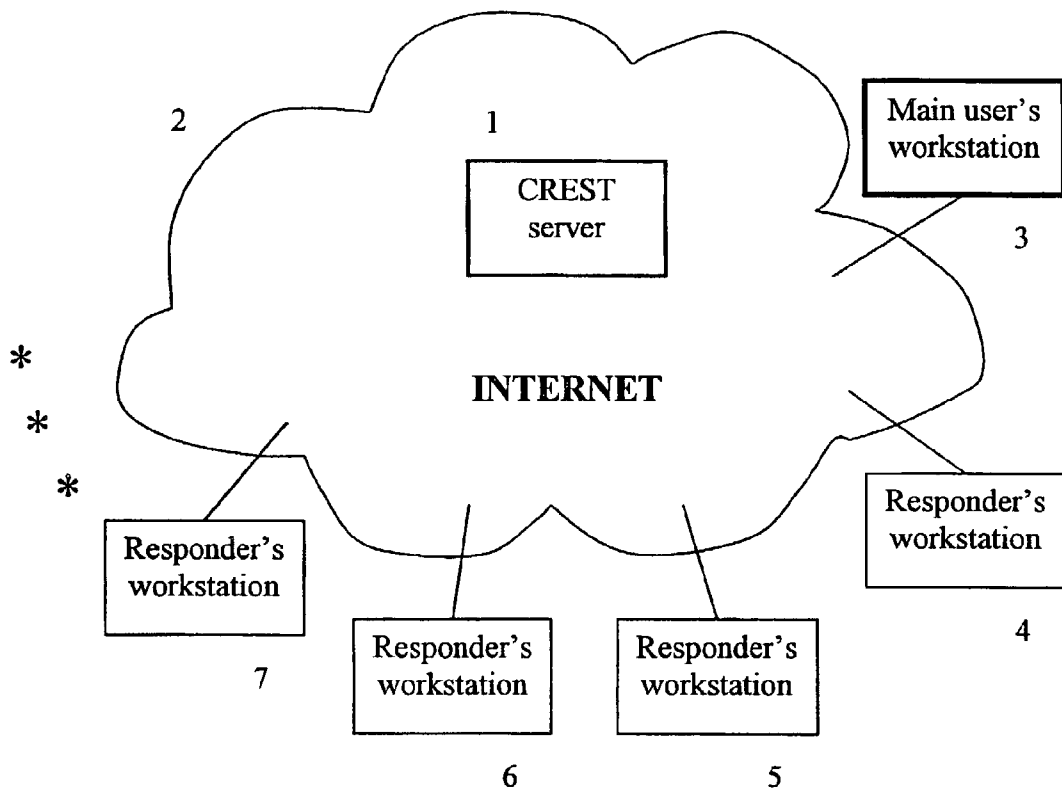 2
1
CREST
server
Main user's
workstation
3
*
*
*
INTERNET
Responder's
workstation
4
Responder's
workstation
7
Responder's
workstation
6
Responder's
workstation
5